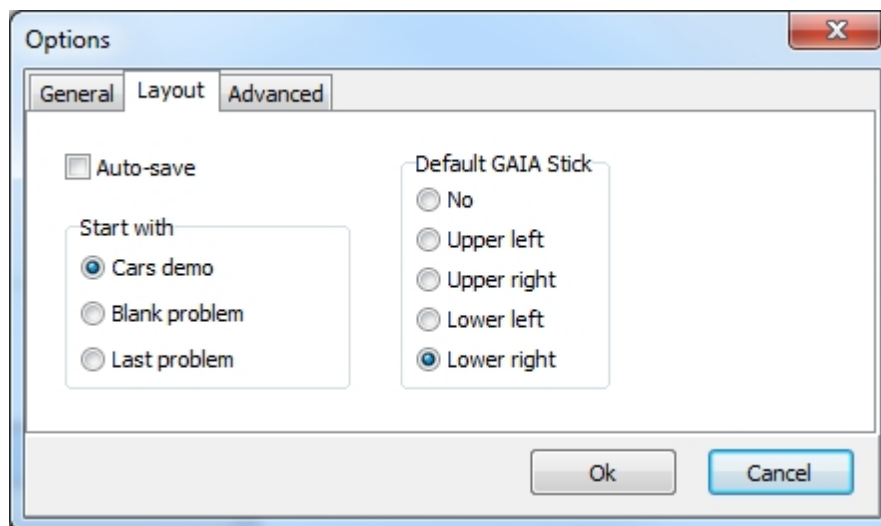 Options
General Layout Advanced
Auto-save
Start with
Cars demo
Blank problem
Last problem
Default GAIA Stick
No
Upper left
Upper right
Lower left
Lower right
Ok Cancel